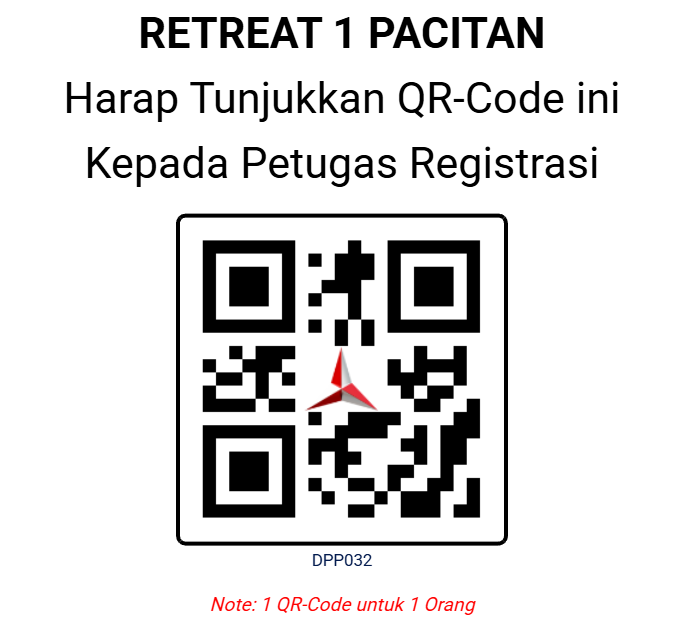 RETREAT 1 PACITAN
Harap Tunjukkan QR-Code ini
Kepada Petugas Registrasi
DPP032
Note: 1 QR-Code untuk 1 Orang